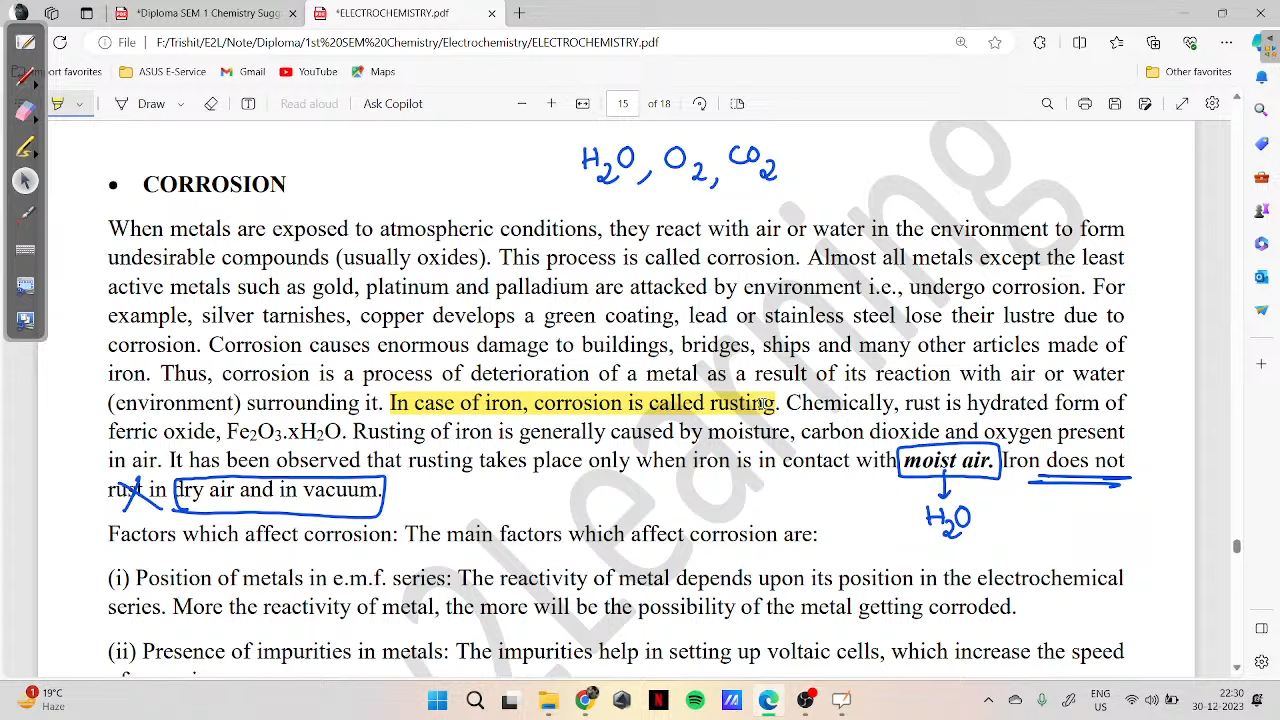 *Diploma SEM 1 Chemistry Sugges
*ELECTROCHEMISTRY.pdf
File
F:/Trishit/E2L/Note/Diploma/1st%20SEM%20Chemistry/Electrochemistry/ELECTROCHEMISTRY.pdf
mport favorites
ASUS E-Service
Gmail
YouTube
Maps
Other favorites
Draw
Read aloud
Ask Copilot
15
of 18
H2O, O2, CO2
• CORROSION
When metals are exposed to atmospheric conditions, they react with air or water in the environment to form
undesirable compounds (usually oxides). This process is called corrosion. Almost all metals except the least
active metals such as gold, platinum and palladium are attacked by environment i.e., undergo corrosion. For
example, silver tarnishes, copper develops a green coating, lead or stainless steel lose their lustre due to
corrosion. Corrosion causes enormous damage to buildings, bridges, ships and many other articles made of
iron. Thus, corrosion is a process of deterioration of a metal as a result of its reaction with air or water
(environment) surrounding it. In case of iron, corrosion is called rusting. Chemically, rust is hydrated form of
ferric oxide, Fe2O3.xH2O. Rusting of iron is generally caused by moisture, carbon dioxide and oxygen present
in air. It has been observed that rusting takes place only when iron is in contact with moist air. Iron does not
rust in dry air and in vacuum.
H2O
Factors which affect corrosion: The main factors which affect corrosion are:
(i) Position of metals in e.m.f. series: The reactivity of metal depends upon its position in the electrochemical
series. More the reactivity of metal, the more will be the possibility of the metal getting corroded.
(ii) Presence of impurities in metals: The impurities help in setting up voltaic cells, which increase the speed
2Learning
1
19°C
Haze
ENG
IN
22:30
30-12-2023